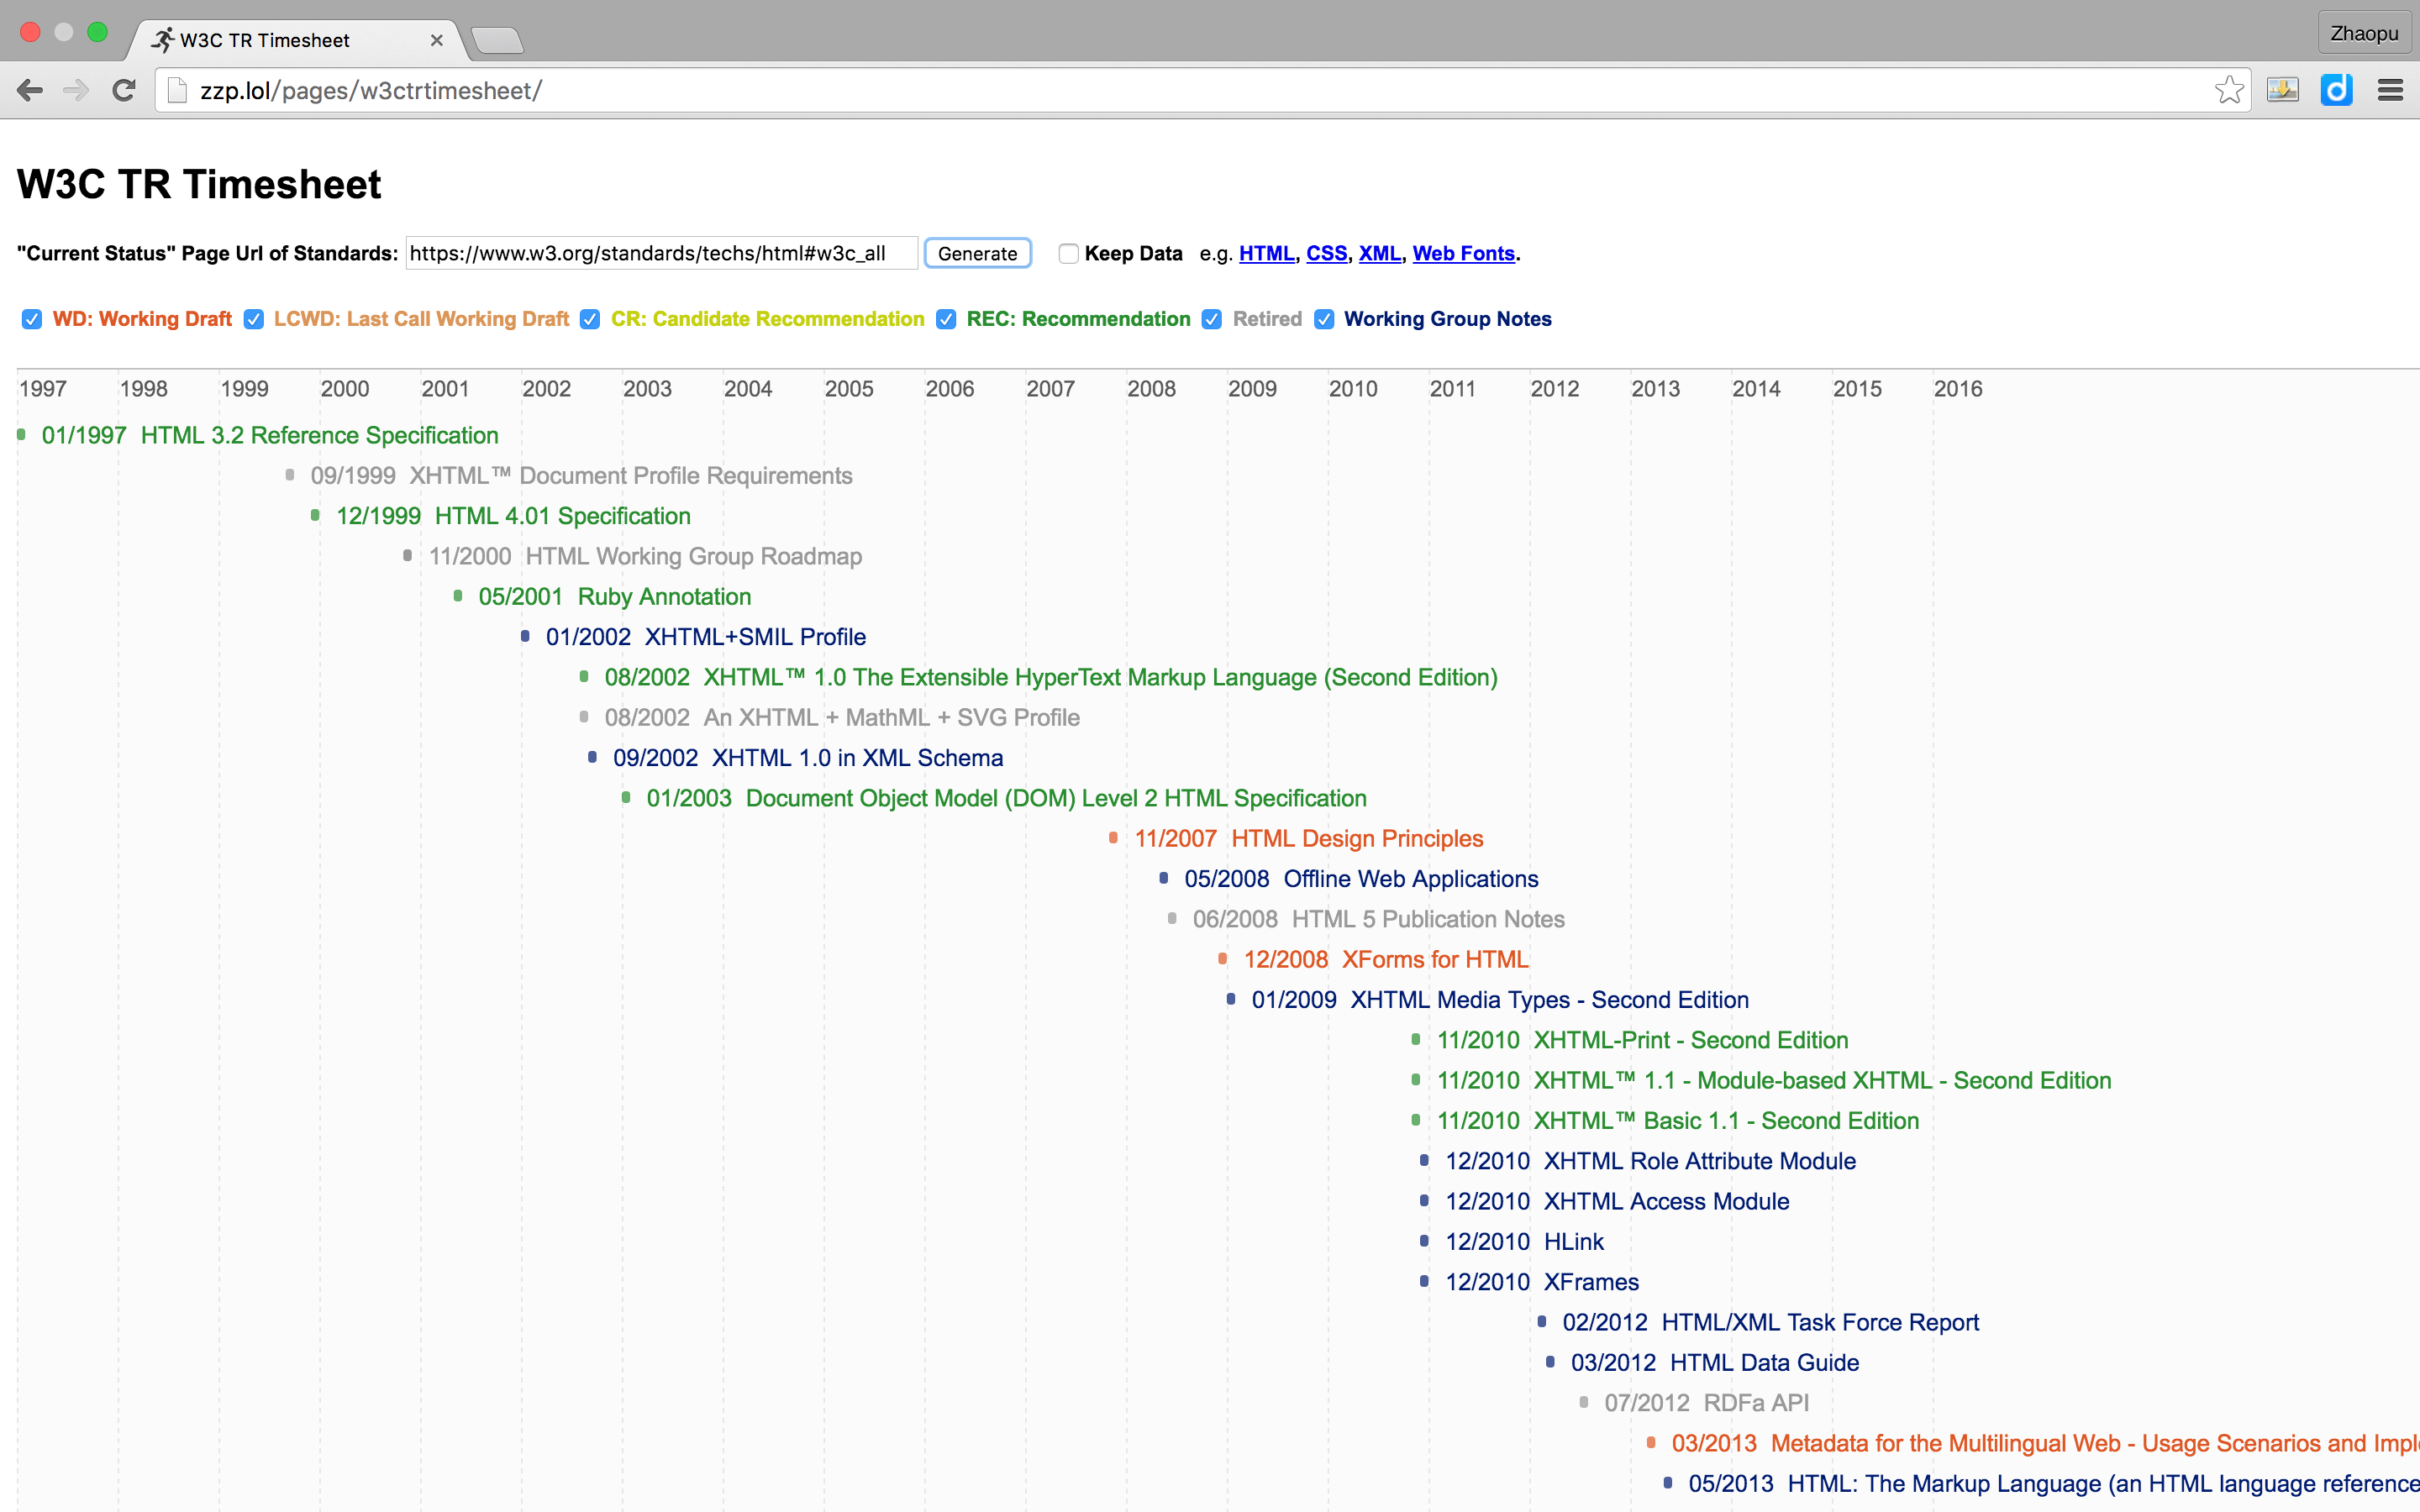 W3C TR Timesheet
Zhaopu
zzp.lol/pages/w3ctrtimesheet/
W3C TR Timesheet
"Current Status" Page Url of Standards: https://www.w3.org/standards/techs/html#w3c_all Generate Keep Data e.g. HTML, CSS, XML, Web Fonts.
WD: Working Draft LCWD: Last Call Working Draft CR: Candidate Recommendation REC: Recommendation Retired Working Group Notes
1997 1998 1999 2000 2001 2002 2003 2004 2005 2006 2007 2008 2009 2010 2011 2012 2013 2014 2015 2016
01/1997 HTML 3.2 Reference Specification
09/1999 XHTML™ Document Profile Requirements
12/1999 HTML 4.01 Specification
11/2000 HTML Working Group Roadmap
05/2001 Ruby Annotation
01/2002 XHTML+SMIL Profile
08/2002 XHTML™ 1.0 The Extensible HyperText Markup Language (Second Edition)
08/2002 An XHTML + MathML + SVG Profile
09/2002 XHTML 1.0 in XML Schema
01/2003 Document Object Model (DOM) Level 2 HTML Specification
11/2007 HTML Design Principles
05/2008 Offline Web Applications
06/2008 HTML 5 Publication Notes
12/2008 XForms for HTML
01/2009 XHTML Media Types - Second Edition
11/2010 XHTML-Print - Second Edition
11/2010 XHTML™ 1.1 - Module-based XHTML - Second Edition
11/2010 XHTML™ Basic 1.1 - Second Edition
12/2010 XHTML Role Attribute Module
12/2010 XHTML Access Module
12/2010 HLink
12/2010 XFrames
02/2012 HTML/XML Task Force Report
03/2012 HTML Data Guide
07/2012 RDFa API
03/2013 Metadata for the Multilingual Web - Usage Scenarios and Impl
05/2013 HTML: The Markup Language (an HTML language reference